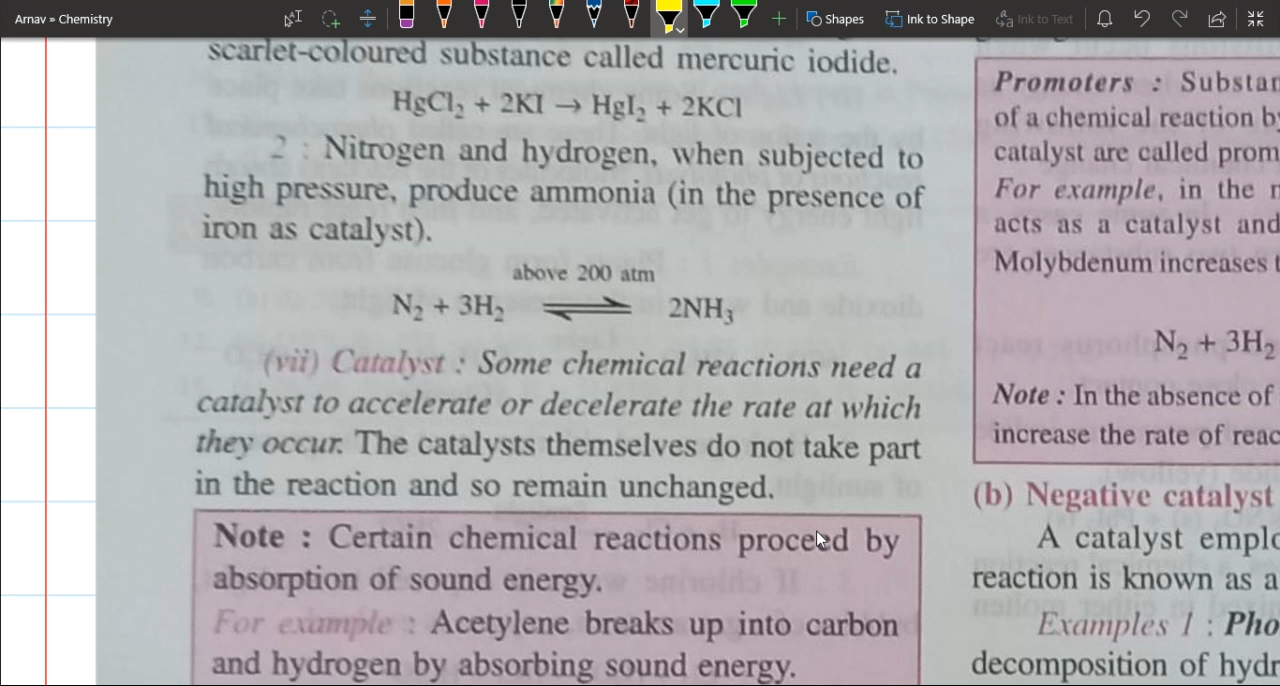 Arnav » Chemistry
Shapes
Ink to Shape
Ink to Text
scarlet-coloured substance called mercuric iodide.
HgCl₂ + 2KI → HgI₂ + 2KCl
2 : Nitrogen and hydrogen, when subjected to
high pressure, produce ammonia (in the presence of
iron as catalyst).
above 200 atm
N₂ + 3H₂ ⇌ 2NH₃
(vii) Catalyst : Some chemical reactions need a
catalyst to accelerate or decelerate the rate at which
they occur. The catalysts themselves do not take part
in the reaction and so remain unchanged.
Note : Certain chemical reactions proceed by
absorption of sound energy.
For example : Acetylene breaks up into carbon
and hydrogen by absorbing sound energy.
Promoters : Substan
of a chemical reaction by
catalyst are called prom
For example, in the
acts as a catalyst and
Molybdenum increases
N₂ + 3H₂
Note : In the absence of
increase the rate of reac
(b) Negative catalyst
A catalyst emplo
reaction is known as a
Examples 1 : Pho
decomposition of hydr